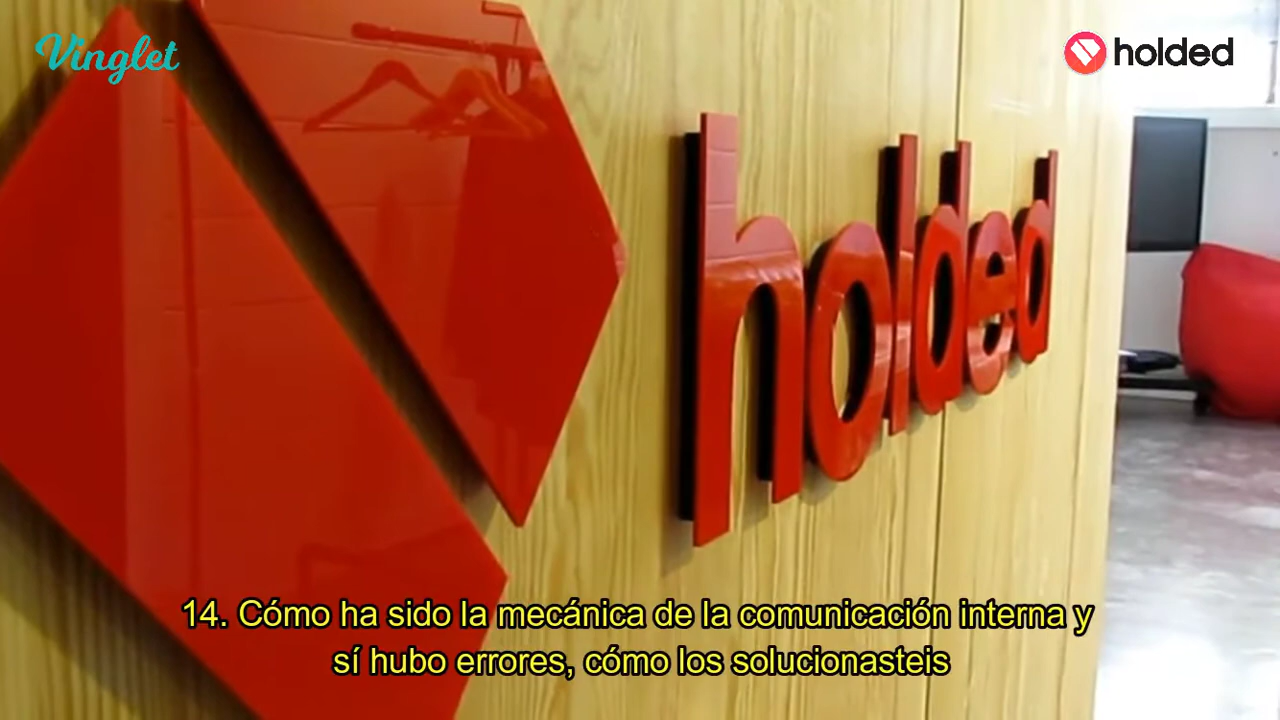 Vinglet
holded
holded
14. Cómo ha sido la mecánica de la comunicación interna y
sí hubo errores, cómo los solucionasteis